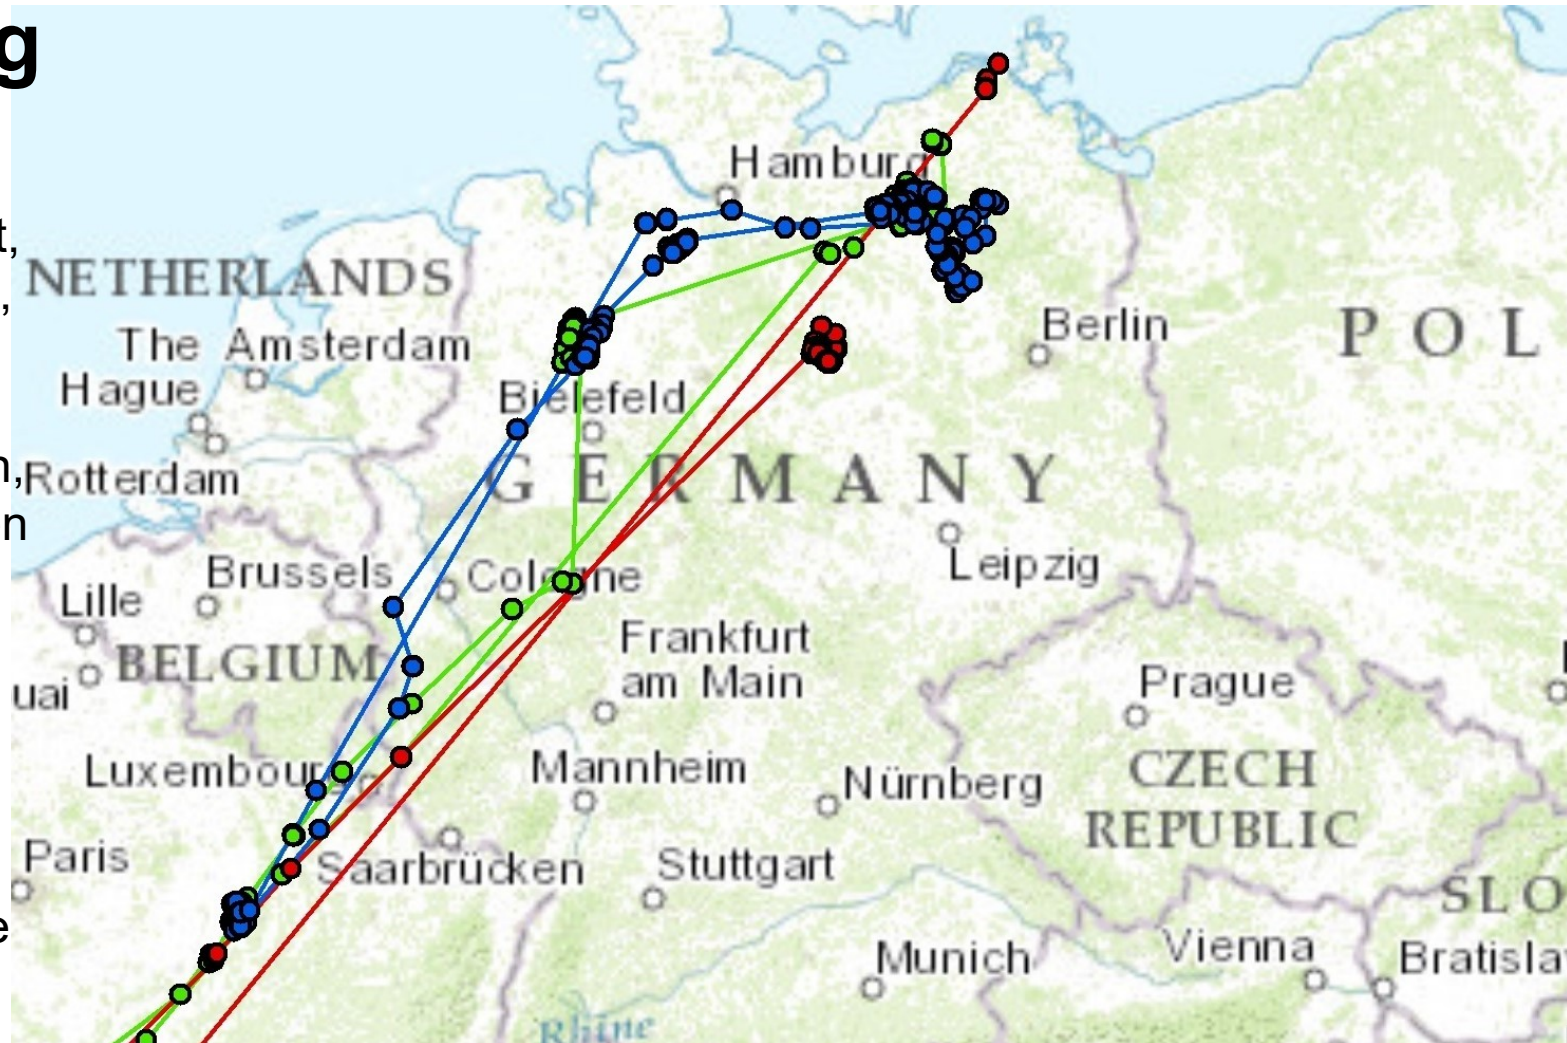 g
t,
NETHERLANDS
,
Hamburg
The Amsterdam
Hague
Berlin
POL
Bielefeld
n,
Rotterdam
GERMANY
n
Leipzig
Brussels
Cologne
Lille
BELGIUM
Frankfurt
am Main
uai
Prague
Luxembourg
Mannheim
Nürnberg
CZECH
REPUBLIC
Paris
Saarbrücken
Stuttgart
SLO
e
Munich
Vienna
Bratisla
Rhine